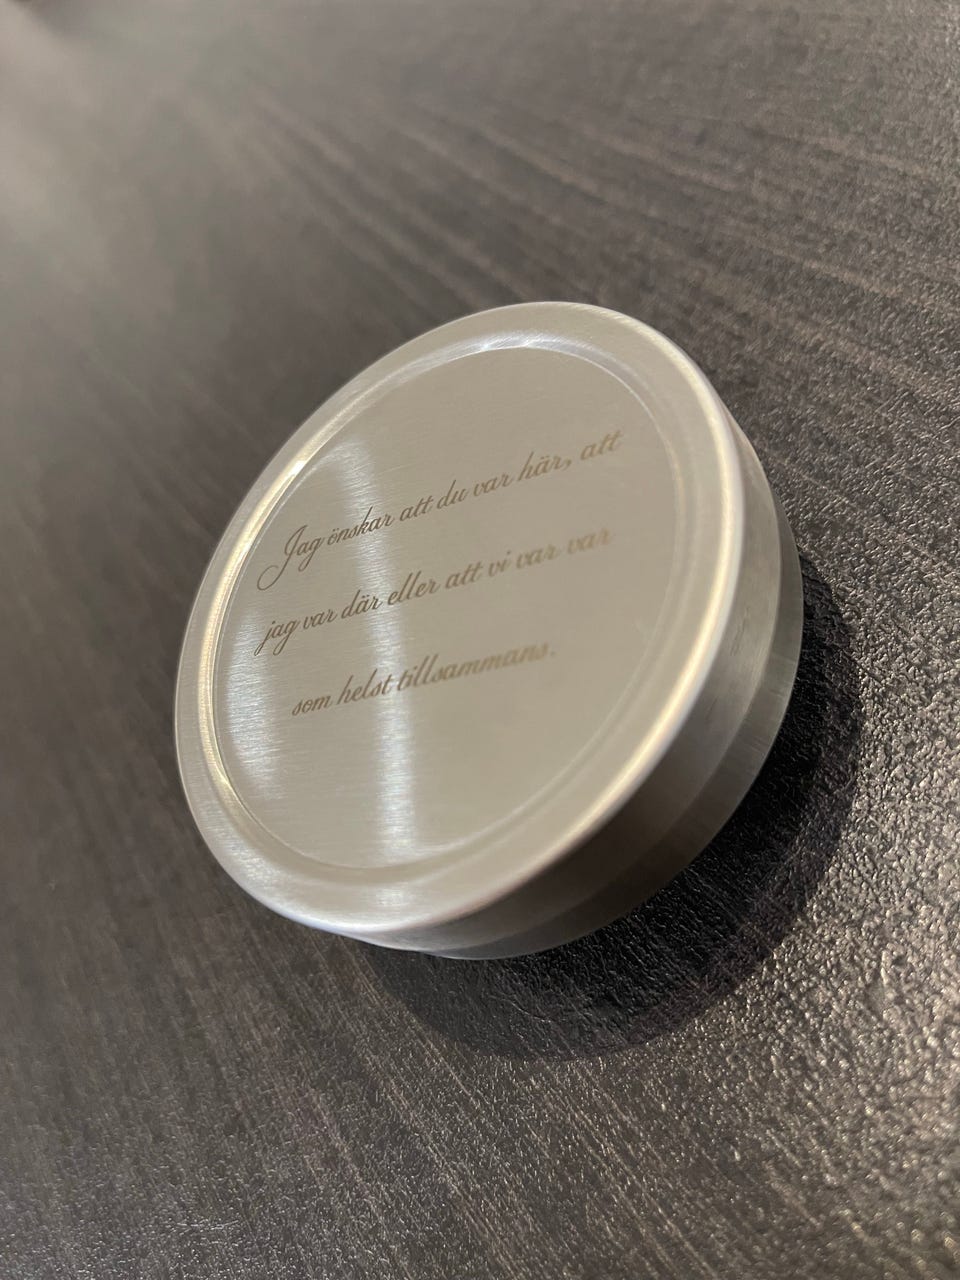 Jag önskar att du var här, att
jag var där eller att vi var var
som helst tillsammans.